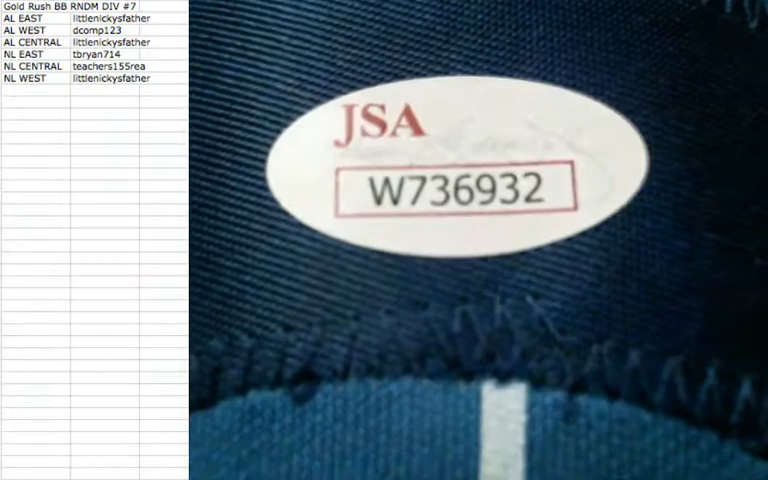 Gold Rush BB RNDM DIV #7
AL EAST littlenickysfather
AL WEST dcomp123
AL CENTRAL littlenickysfather
NL EAST tbryan714
NL CENTRAL teachers155rea
NL WEST littlenickysfather
JSA
W736932